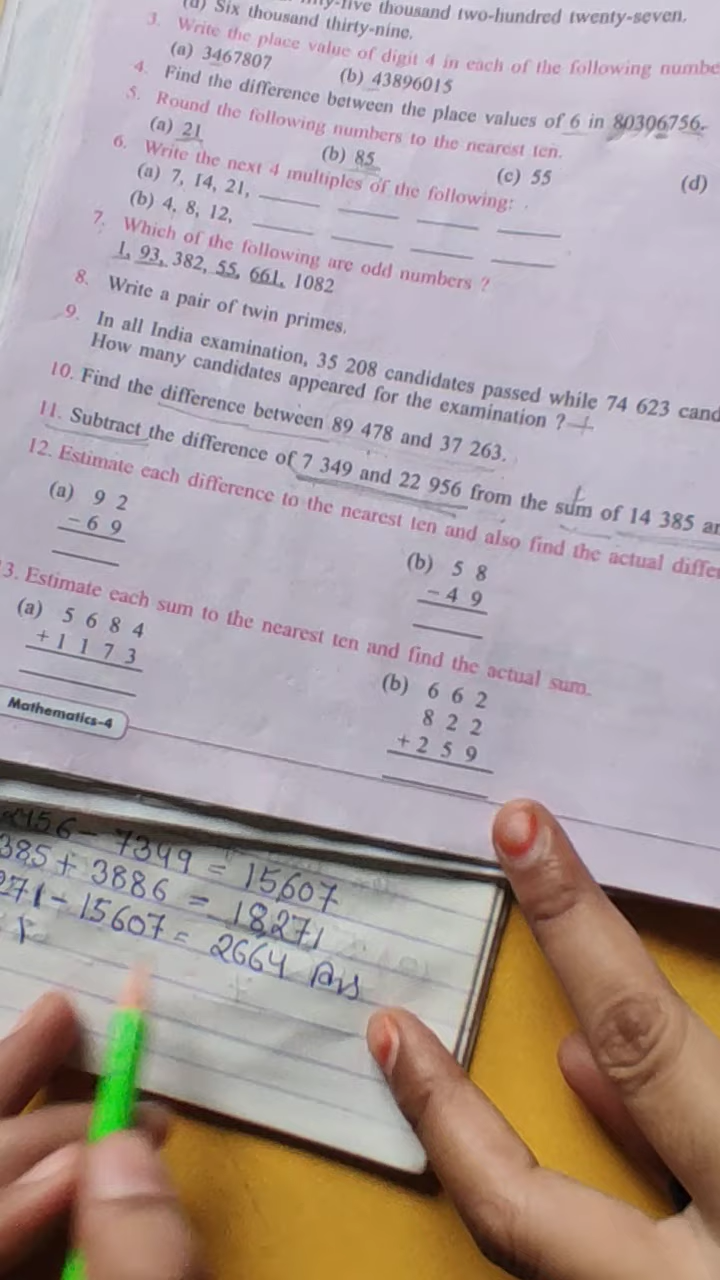 (d) Six thousand thirty-nine.
thousand two-hundred twenty-seven.
3. Write the place value of digit 4 in each of the following numbe
(a) 3467807 (b) 43896015
4. Find the difference between the place values of 6 in 80306756.
5. Round the following numbers to the nearest ten.
(a) 21 (b) 85 (c) 55 (d)
6. Write the next 4 multiples of the following:
(a) 7, 14, 21,
(b) 4, 8, 12,
7. Which of the following are odd numbers ?
1, 93, 382, 55, 661, 1082
8. Write a pair of twin primes.
9. In all India examination, 35 208 candidates passed while 74 623 cand
How many candidates appeared for the examination ?
10. Find the difference between 89 478 and 37 263.
11. Subtract the difference of 7 349 and 22 956 from the sum of 14 385 an
12. Estimate each difference to the nearest ten and also find the actual diffe
(a) 9 2
- 6 9
(b) 5 8
- 4 9
3. Estimate each sum to the nearest ten and find the actual sum.
(a) 5 6 8 4
+ 1 1 7 3
(b) 6 6 2
8 2 2
+ 2 5 9
Mathematics-4
956 - 7349 = 15607
385 + 3886 = 18271
271 - 15607 = 2664 Ans